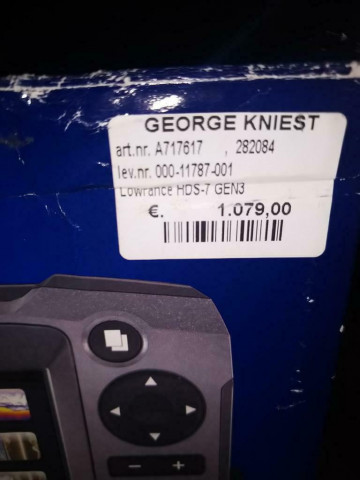 GEORGE KNIEST
art.nr. A717617 , 282084
lev.nr. 000-11787-001
Lowrance HDS-7 GEN3
€. 1.079,00